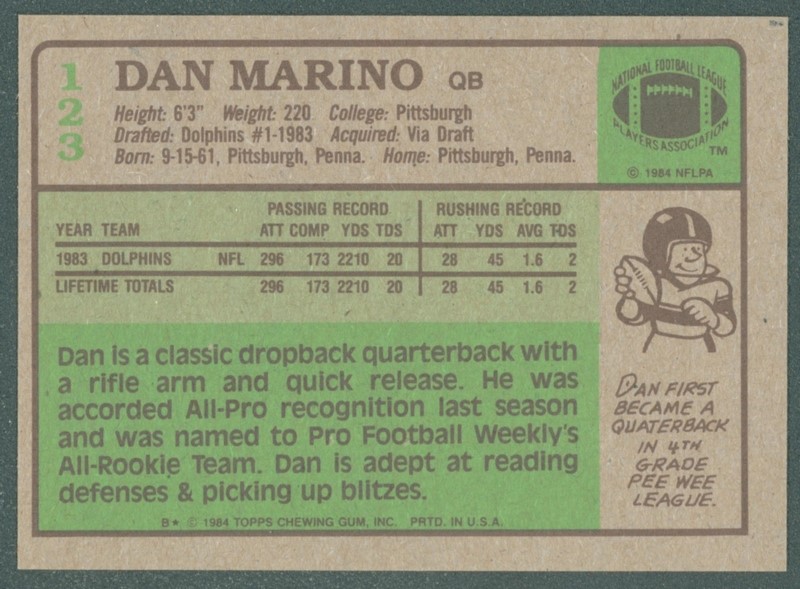 123
DAN MARINO QB
Height: 6'3" Weight: 220 College: Pittsburgh
Drafted: Dolphins #1-1983 Acquired: Via Draft
Born: 9-15-61, Pittsburgh, Penna. Home: Pittsburgh, Penna.
NATIONAL FOOTBALL LEAGUE
PLAYERS ASSOCIATION
TM
© 1984 NFLPA
PASSING RECORD RUSHING RECORD
YEAR TEAM ATT COMP YDS TDS ATT YDS AVG TDS
1983 DOLPHINS NFL 296 173 2210 20 28 45 1.6 2
LIFETIME TOTALS 296 173 2210 20 28 45 1.6 2
Dan is a classic dropback quarterback with
a rifle arm and quick release. He was
accorded All-Pro recognition last season
and was named to Pro Football Weekly's
All-Rookie Team. Dan is adept at reading
defenses & picking up blitzes.
DAN FIRST
BECAME A
QUATERBACK
IN 4TH
GRADE
PEE WEE
LEAGUE.
B★ © 1984 TOPPS CHEWING GUM, INC. PRTD. IN U.S.A.